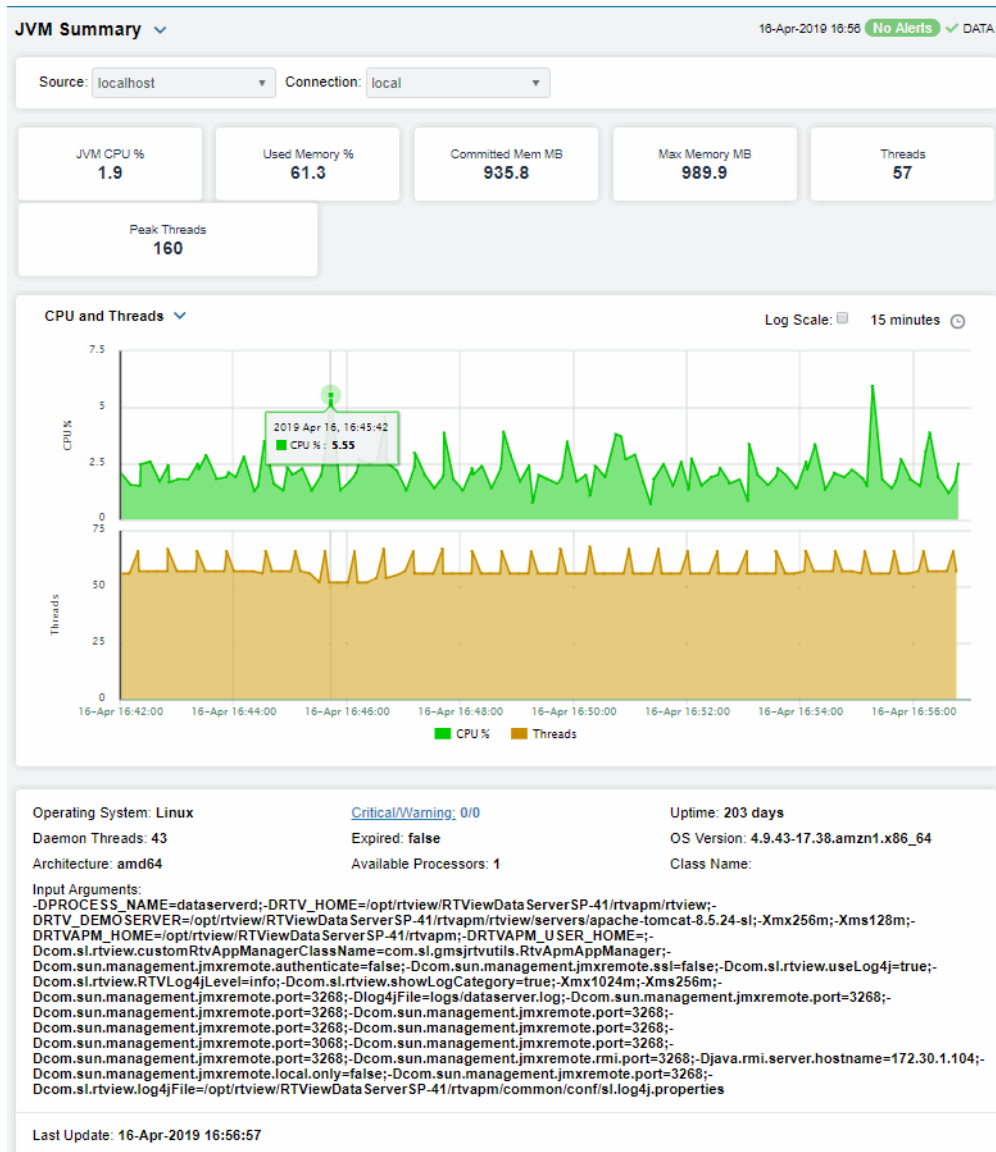 JVM Summary
16-Apr-2019 16:56 No Alerts DATA
Source: localhost Connection: local
JVM CPU % Used Memory % Committed Mem MB Max Memory MB Threads
1.9 61.3 935.8 989.9 57
Peak Threads
160
CPU and Threads
Log Scale: 15 minutes
7.5
5
2.5
0
CPU %
2019 Apr 16, 16:45:42
CPU % : 5.55
75
50
25
0
Threads
16-Apr 16:42:00 16-Apr 16:44:00 16-Apr 16:46:00 16-Apr 16:48:00 16-Apr 16:50:00 16-Apr 16:52:00 16-Apr 16:54:00 16-Apr 16:56:00
CPU % Threads
Operating System: Linux Critical/Warning: 0/0 Uptime: 203 days
Daemon Threads: 43 Expired: false OS Version: 4.9.43-17.38.amzn1.x86_64
Architecture: amd64 Available Processors: 1 Class Name:
Input Arguments:
-DPROCESS_NAME=dataserverd;-DRTV_HOME=/opt/rtview/RTViewDataServerSP-41/rtvapm/rtview;-
DRTV_DEMOSERVER=/opt/rtview/RTViewDataServerSP-41/rtvapm/rtview/servers/apache-tomcat-8.5.24-sl;-Xmx256m;-Xms128m;-
DRTVAPM_HOME=/opt/rtview/RTViewDataServerSP-41/rtvapm;-DRTVAPM_USER_HOME=;-
Dcom.sl.rtview.customRtvAppManagerClassName=com.sl.gmsjrtvutils.RtvApmAppManager;-
Dcom.sun.management.jmxremote.authenticate=false;-Dcom.sun.management.jmxremote.ssl=false;-Dcom.sl.rtview.useLog4j=true;-
Dcom.sl.rtview.RTVLog4jLevel=info;-Dcom.sl.rtview.showLogCategory=true;-Xmx1024m;-Xms256m;-
Dcom.sun.management.jmxremote.port=3268;-Dlog4jFile=logs/dataserver.log;-Dcom.sun.management.jmxremote.port=3268;-
Dcom.sun.management.jmxremote.port=3268;-Dcom.sun.management.jmxremote.port=3268;-
Dcom.sun.management.jmxremote.port=3268;-Dcom.sun.management.jmxremote.port=3268;-
Dcom.sun.management.jmxremote.port=3068;-Dcom.sun.management.jmxremote.port=3268;-
Dcom.sun.management.jmxremote.port=3268;-Dcom.sun.management.jmxremote.rmi.port=3268;-Djava.rmi.server.hostname=172.30.1.104;-
Dcom.sun.management.jmxremote.local.only=false;-Dcom.sun.management.jmxremote.port=3268;-
Dcom.sl.rtview.log4jFile=/opt/rtview/RTViewDataServerSP-41/rtvapm/common/conf/sl.log4j.properties
Last Update: 16-Apr-2019 16:56:57